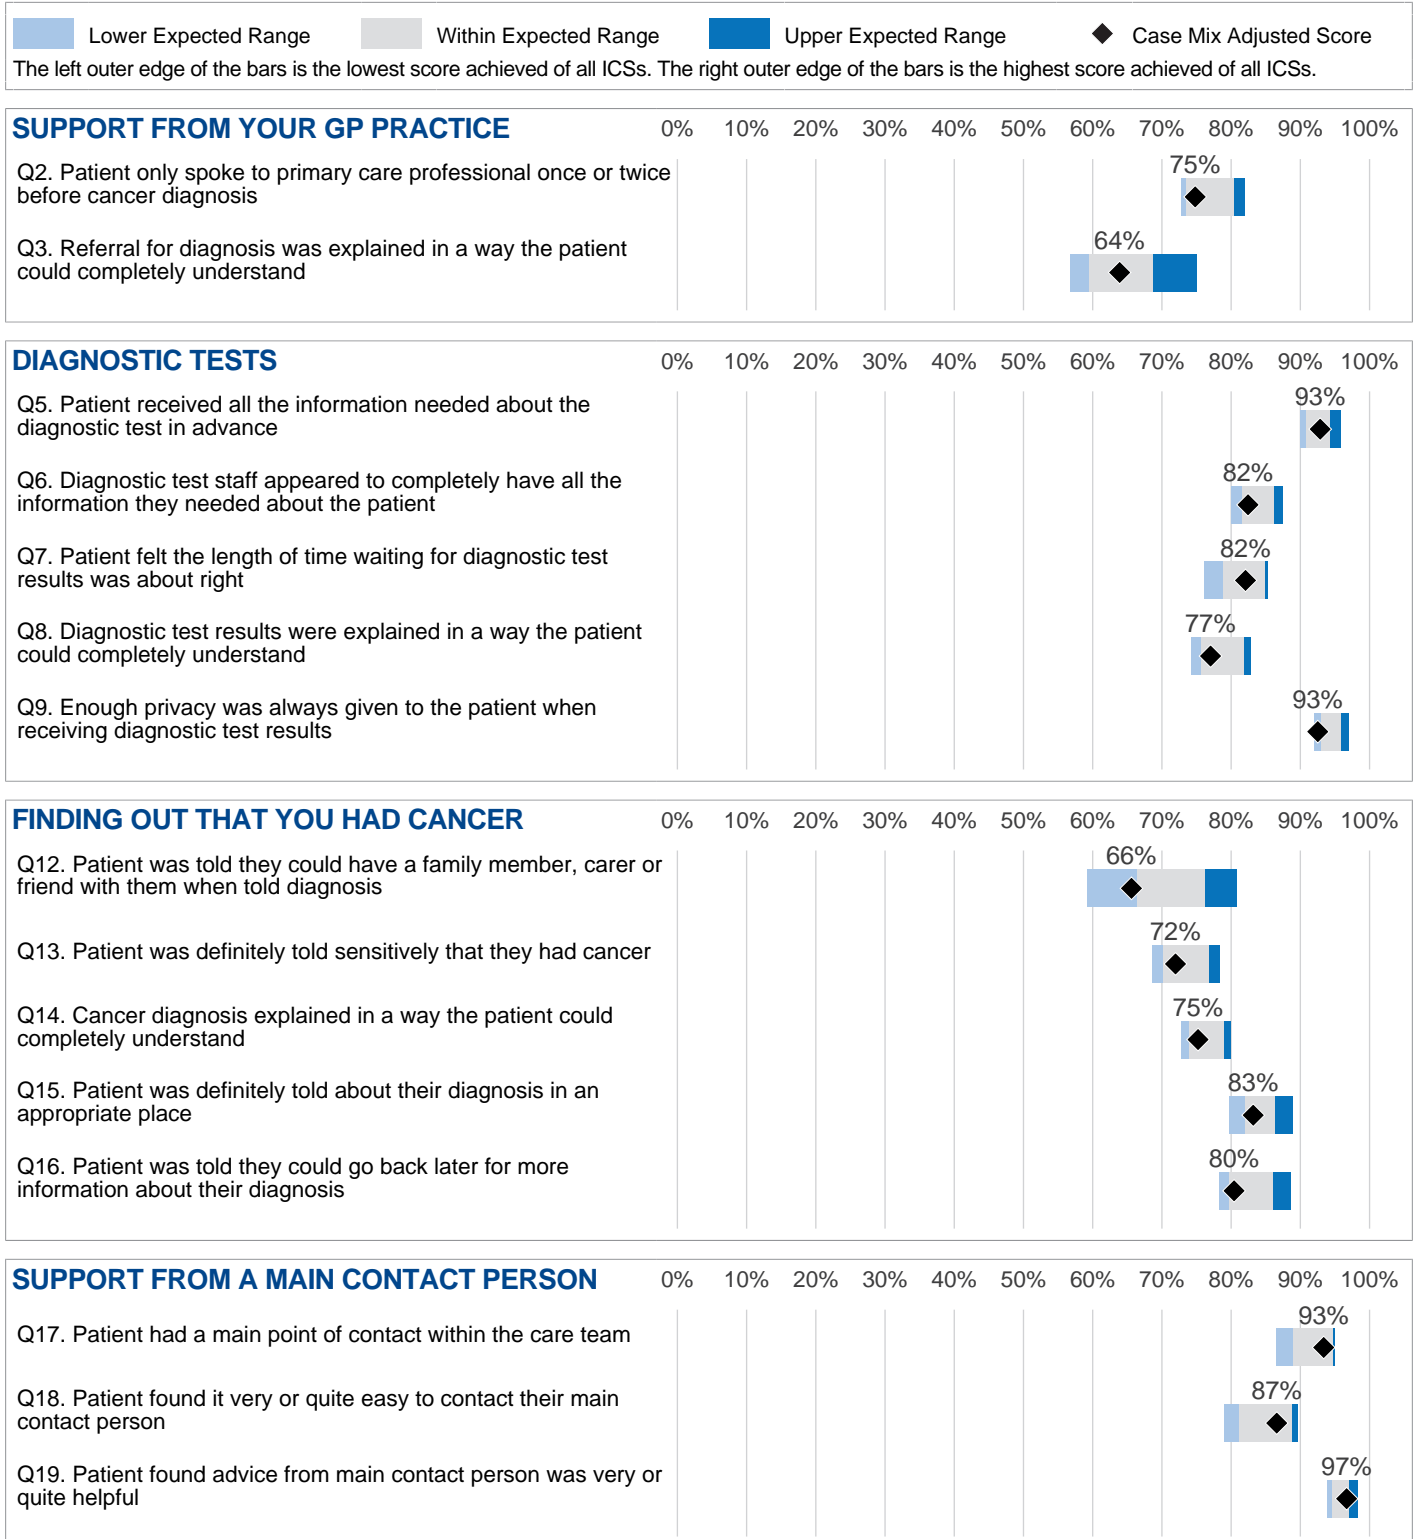 Lower Expected Range Within Expected Range Upper Expected Range Case Mix Adjusted Score
The left outer edge of the bars is the lowest score achieved of all ICSs. The right outer edge of the bars is the highest score achieved of all ICSs.
SUPPORT FROM YOUR GP PRACTICE 0% 10% 20% 30% 40% 50% 60% 70% 80% 90% 100%
75%
Q2. Patient only spoke to primary care professional once or twice
before cancer diagnosis
64%
Q3. Referral for diagnosis was explained in a way the patient
could completely understand
DIAGNOSTIC TESTS 0% 10% 20% 30% 40% 50% 60% 70% 80% 90% 100%
93%
Q5. Patient received all the information needed about the
diagnostic test in advance
82%
Q6. Diagnostic test staff appeared to completely have all the
information they needed about the patient
82%
Q7. Patient felt the length of time waiting for diagnostic test
results was about right
77%
Q8. Diagnostic test results were explained in a way the patient
could completely understand
93%
Q9. Enough privacy was always given to the patient when
receiving diagnostic test results
FINDING OUT THAT YOU HAD CANCER 0% 10% 20% 30% 40% 50% 60% 70% 80% 90% 100%
66%
Q12. Patient was told they could have a family member, carer or
friend with them when told diagnosis
72%
Q13. Patient was definitely told sensitively that they had cancer
75%
Q14. Cancer diagnosis explained in a way the patient could
completely understand
83%
Q15. Patient was definitely told about their diagnosis in an
appropriate place
80%
Q16. Patient was told they could go back later for more
information about their diagnosis
SUPPORT FROM A MAIN CONTACT PERSON 0% 10% 20% 30% 40% 50% 60% 70% 80% 90% 100%
93%
Q17. Patient had a main point of contact within the care team
87%
Q18. Patient found it very or quite easy to contact their main
contact person
97%
Q19. Patient found advice from main contact person was very or
quite helpful